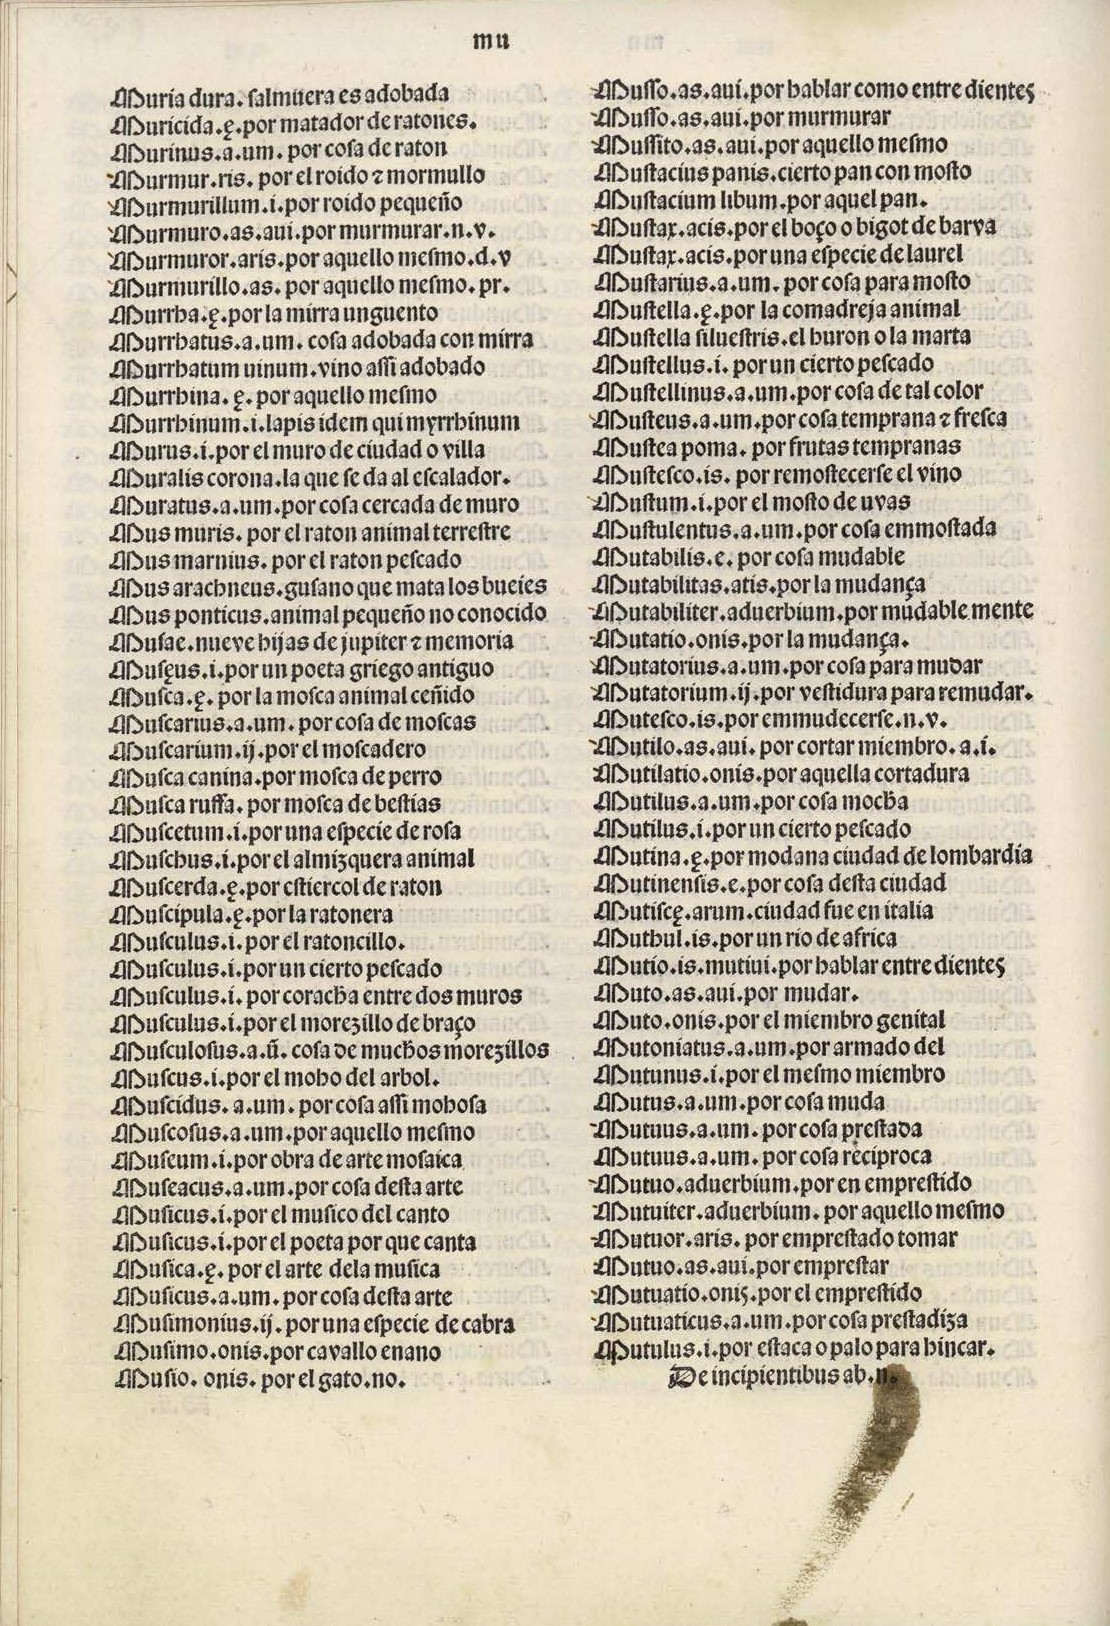 mu
Muria dura. ſalmuera es adobada
Muricida.ę.por matador de ratones.
Murinus.a.um. por coſa de raton
Murmur.ris. por el roido ⁊ mormullo
Murmurillum.i.por roido pequeño
Murmuro.as.aui.por murmurar.n.v.
Murmuror.aris.por aquello meſmo.d.v
Murmurillo.as. por aquello meſmo. pr.
Murrha.ę.por la mirra unguento
Murrhatus.a.um. coſa adobada con mirra
Murrhatum uinum.vino aſſi adobado
Murrhina. ę. por aquello meſmo
Murrhinum.i.lapis idem qui myrrhinum
Murus.i.por el muro de ciudad o villa
Muralis corona.la que ſe da al eſcalador.
Muratus.a.um.por coſa cercada de muro
Mus muris. por el raton animal terreſtre
Mus marnius. por el raton peſcado
Mus arachneus.guſano que mata los bueies
Mus ponticus.animal pequeño no conocido
Muſae.nueve hijas de jupiter ⁊ memoria
Muſęus.i.por un poeta griego antiguo
Muſca.ę. por la moſca animal ceñido
Muſcarius.a.um. por coſa de moſcas
Muſcarium.ij.por el moſcadero
Muſca canina.por moſca de perro
Muſca ruffa. por moſca de beſtias
Muſcetum.i.por una eſpecie de roſa
Muſchus.i.por el almizquera animal
Muſcerda.ę.por eſtiercol de raton
Muſcipula.ę.por la ratonera
Muſculus.i.por el ratoncillo.
Muſculus.i.por un cierto peſcado
Muſculus.i. por coracha entre dos muros
Muſculus.i.por el morezillo de braço
Muſculoſus.a.ũ. coſa de muchos morezillos
Muſcus.i.por el moho del arbol.
Muſcidus. a.um. por coſa aſſi mohoſa
Muſcoſus.a.um.por aquello meſmo
Muſeum.i.por obra de arte moſaica
Muſeacus.a.um.por coſa deſta arte
Muſicus.i.por el muſico del canto
Muſicus.i.por el poeta por que canta
Muſica.ę. por el arte dela muſica
Muſicus.a.um.por coſa deſta arte
Muſimonius.ij.por una eſpecie de cabra
Muſimo.onis.por cavallo enano
Muſio. onis. por el gato.no.
Muſſo.as.aui.por hablar como entre dientes
Muſſo.as.aui.por murmurar
Muſſito.as.aui.por aquello meſmo
Muſtacius panis.cierto pan con moſto
Muſtacium libum.por aquel pan.
Muſtax.acis.por el boço o bigot de barva
Muſtax.acis.por una eſpecie de laurel
Muſtarius.a.um. por coſa para moſto
Muſtella.ę.por la comadreja animal
Muſtella ſilueſtris.el huron o la marta
Muſtellus.i. por un cierto peſcado
Muſtellinus.a.um.por coſa de tal color
Muſteus.a.um.por coſa temprana ⁊ freſca
Muſtea poma. por frutas tempranas
Muſteſco.is. por remoſtecerſe el vino
Muſtum.i.por el moſto de uvas
Muſtulentus.a.um.por coſa emmoſtada
Mutabilis.e. por coſa mudable
Mutabilitas.atis.por la mudança
Mutabiliter.aduerbium.por mudable mente
Mutatio.onis.por la mudança.
Mutatorius.a.um.por coſa para mudar
Mutatorium.ij.por veſtidura para remudar.
Muteſco.is.por emmudecerſe.n.v.
Mutilo.as.aui. por cortar miembro. a.i.
Mutilatio.onis.por aquella cortadura
Mutilus.a.um.por coſa mocha
Mutilus.i.por un cierto peſcado
Mutina.ę.por modana ciudad de lombardia
Mutinenſis.e.por coſa deſta ciudad
Mutiſcę.arum.ciudad fue en italia
Muthul.is.por un rio de africa
Mutio.is.mutiui.por hablar entre dientes
Muto.as.aui.por mudar.
Muto.onis.por el miembro genital
Mutoniatus.a.um.por armado del
Mutunus.i.por el meſmo miembro
Mutus.a.um.por coſa muda
Mutuus.a.um. por coſa preſtada
Mutuus.a.um. por coſa reciproca
Mutuo.aduerbium.por en empreſtido
Mutuiter.aduerbium. por aquello meſmo
Mutuor.aris. por empreſtado tomar
Mutuo.as.aui.por empreſtar
Mutuatio.onis.por el empreſtido
Mutuaticus.a.um.por coſa preſtadiza
Mutulus.i.por eſtaca o palo para hincar.
De incipientibus ab.n.